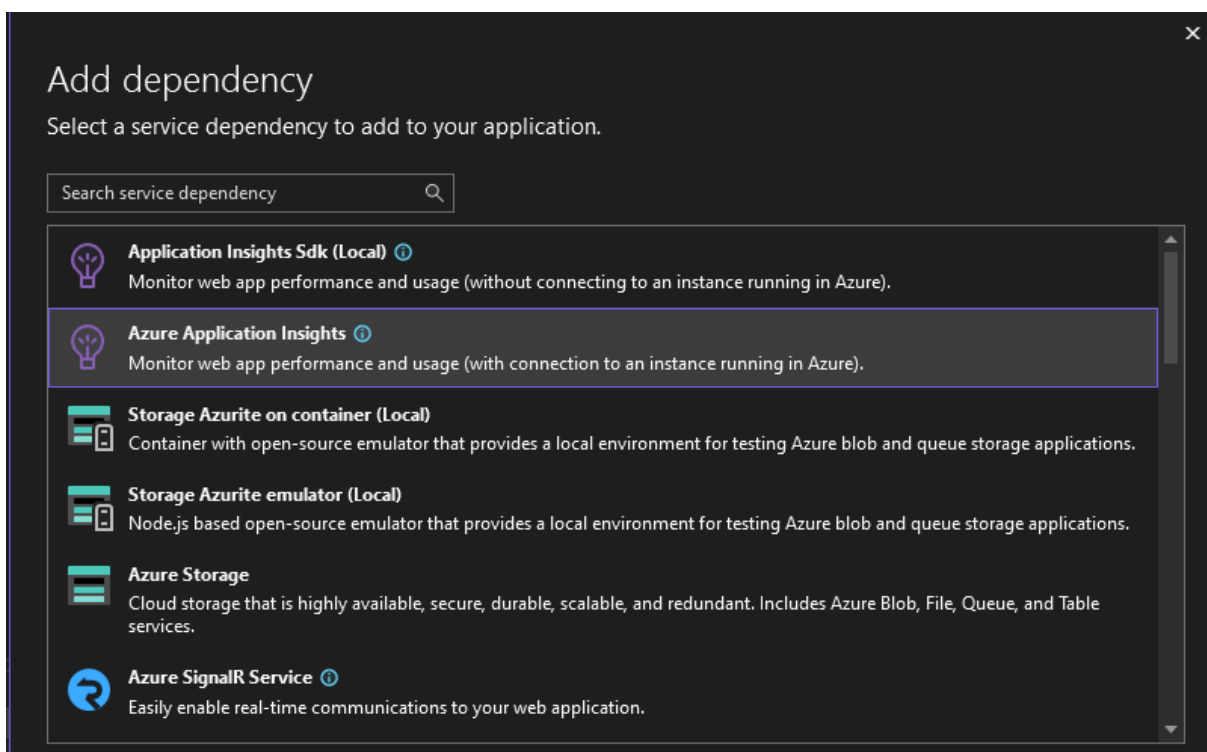 Add dependency
Select a service dependency to add to your application.
Search service dependency
Application Insights Sdk (Local)
Monitor web app performance and usage (without connecting to an instance running in Azure).
Azure Application Insights
Monitor web app performance and usage (with connection to an instance running in Azure).
Storage Azurite on container (Local)
Container with open-source emulator that provides a local environment for testing Azure blob and queue storage applications.
Storage Azurite emulator (Local)
Node.js based open-source emulator that provides a local environment for testing Azure blob and queue storage applications.
Azure Storage
Cloud storage that is highly available, secure, durable, scalable, and redundant. Includes Azure Blob, File, Queue, and Table
services.
Azure SignalR Service
Easily enable real-time communications to your web application.